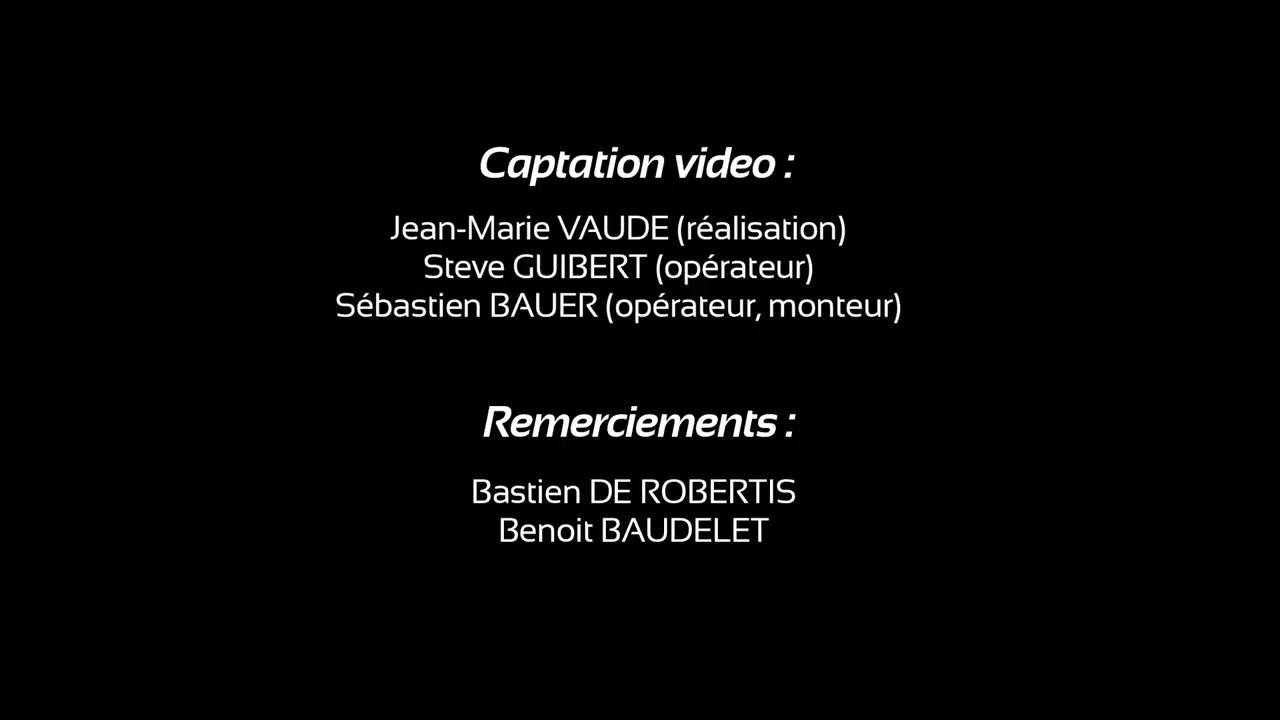 Captation video :
Jean-Marie VAUDE (réalisation)
Steve GUIBERT (opérateur)
Sébastien BAUER (opérateur, monteur)
Remerciements :
Bastien DE ROBERTIS
Benoit BAUDELET